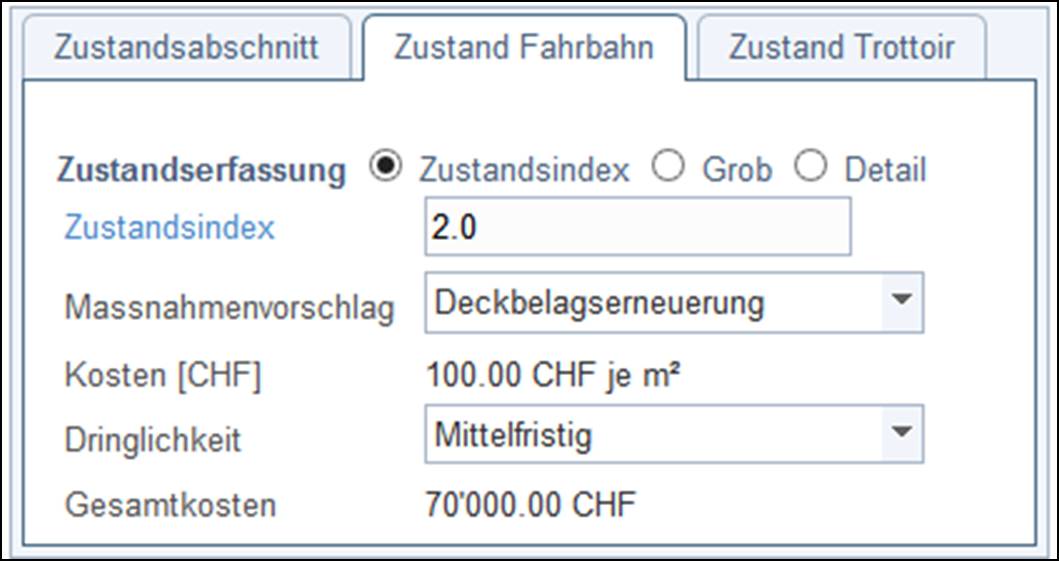 Zustandsabschnitt Zustand Fahrbahn Zustand Trottoir
Zustandserfassung Zustandsindex Grob Detail
Zustandsindex 2.0
Massnahmenvorschlag Deckbelagserneuerung
Kosten [CHF] 100.00 CHF je m²
Dringlichkeit Mittelfristig
Gesamtkosten 70'000.00 CHF